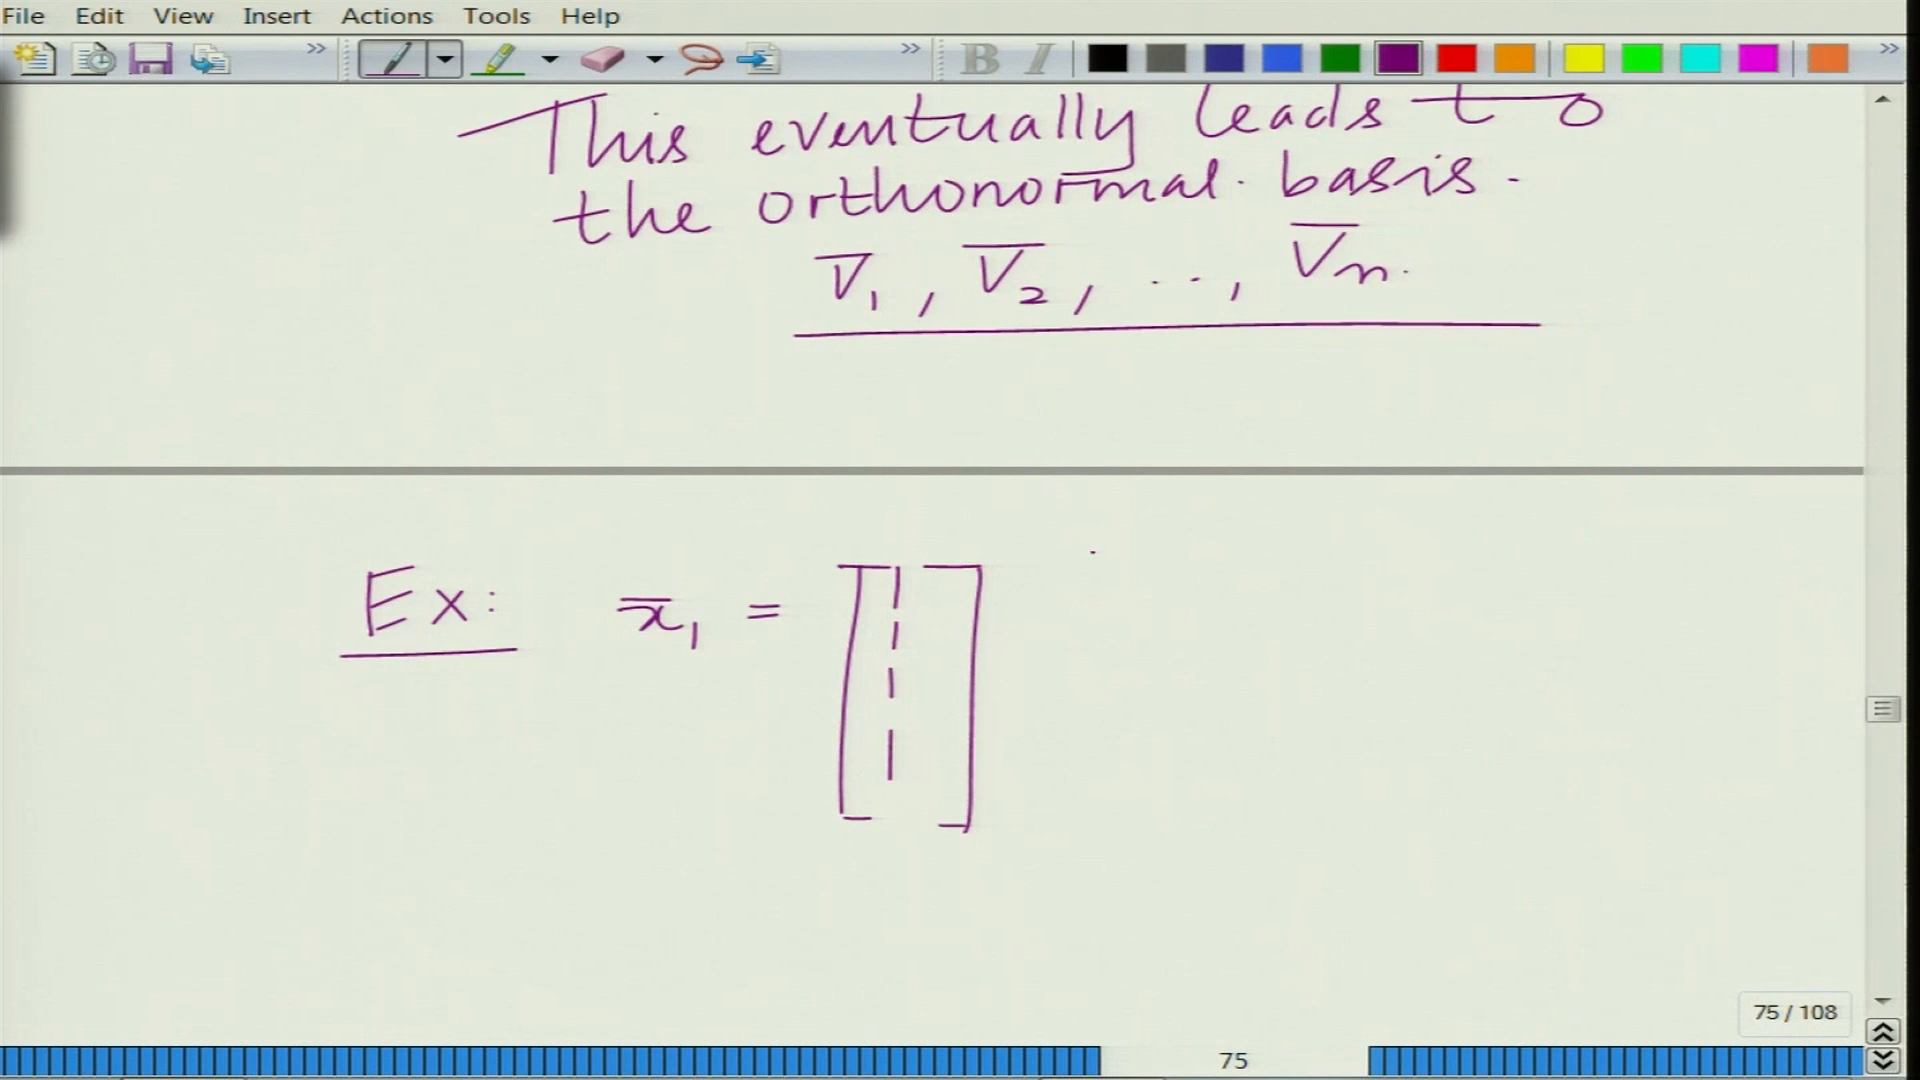 File Edit View Insert Actions Tools Help
B I
This eventually leads to
the orthonormal. basis.
V̅₁, V̅₂, ..., V̅n.
Ex: x̅₁ = [1
1
1
1]
75 / 108
75